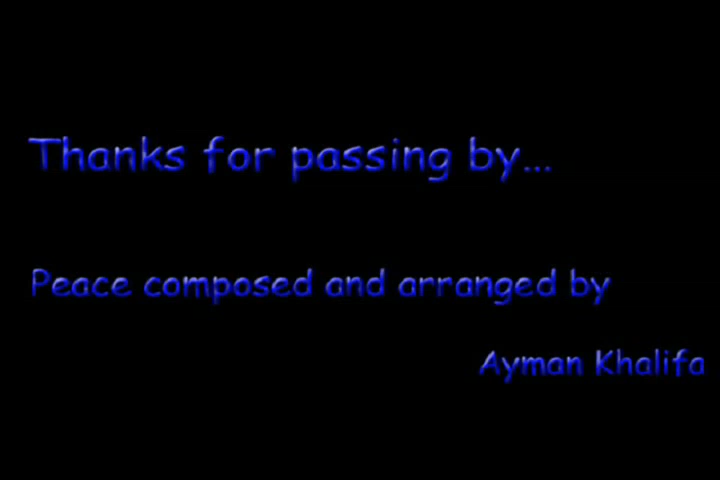 Thanks for passing by...
Peace composed and arranged by
Ayman Khalifa